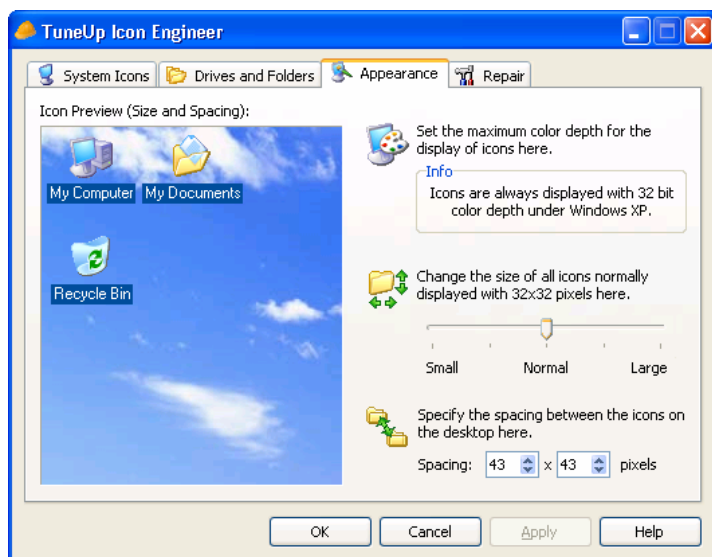 TuneUp Icon Engineer
System Icons
Drives and Folders
Appearance
Repair
Icon Preview (Size and Spacing):
My Computer
My Documents
Recycle Bin
Set the maximum color depth for the
display of icons here.
Info
Icons are always displayed with 32 bit
color depth under Windows XP.
Change the size of all icons normally
displayed with 32x32 pixels here.
Small
Normal
Large
Specify the spacing between the icons on
the desktop here.
Spacing: 43 x 43 pixels
OK
Cancel
Apply
Help